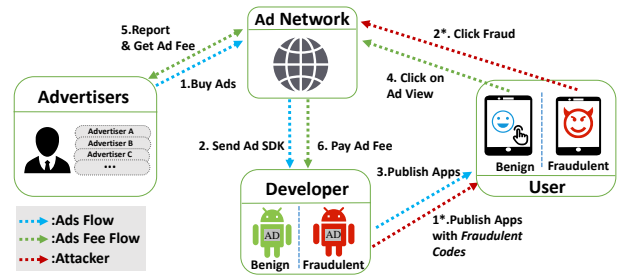 Ad Network
5.Report
& Get Ad Fee
1.Buy Ads
2*. Click Fraud
4. Click on
Ad View
Advertisers
Advertiser A
Advertiser B
Advertiser C
•••
2. Send Ad SDK
6. Pay Ad Fee
Benign
Fraudulent
User
Developer
AD
AD
Benign
Fraudulent
3.Publish Apps
1*.Publish Apps
with Fraudulent
Codes
:Ads Flow
:Ads Fee Flow
:Attacker